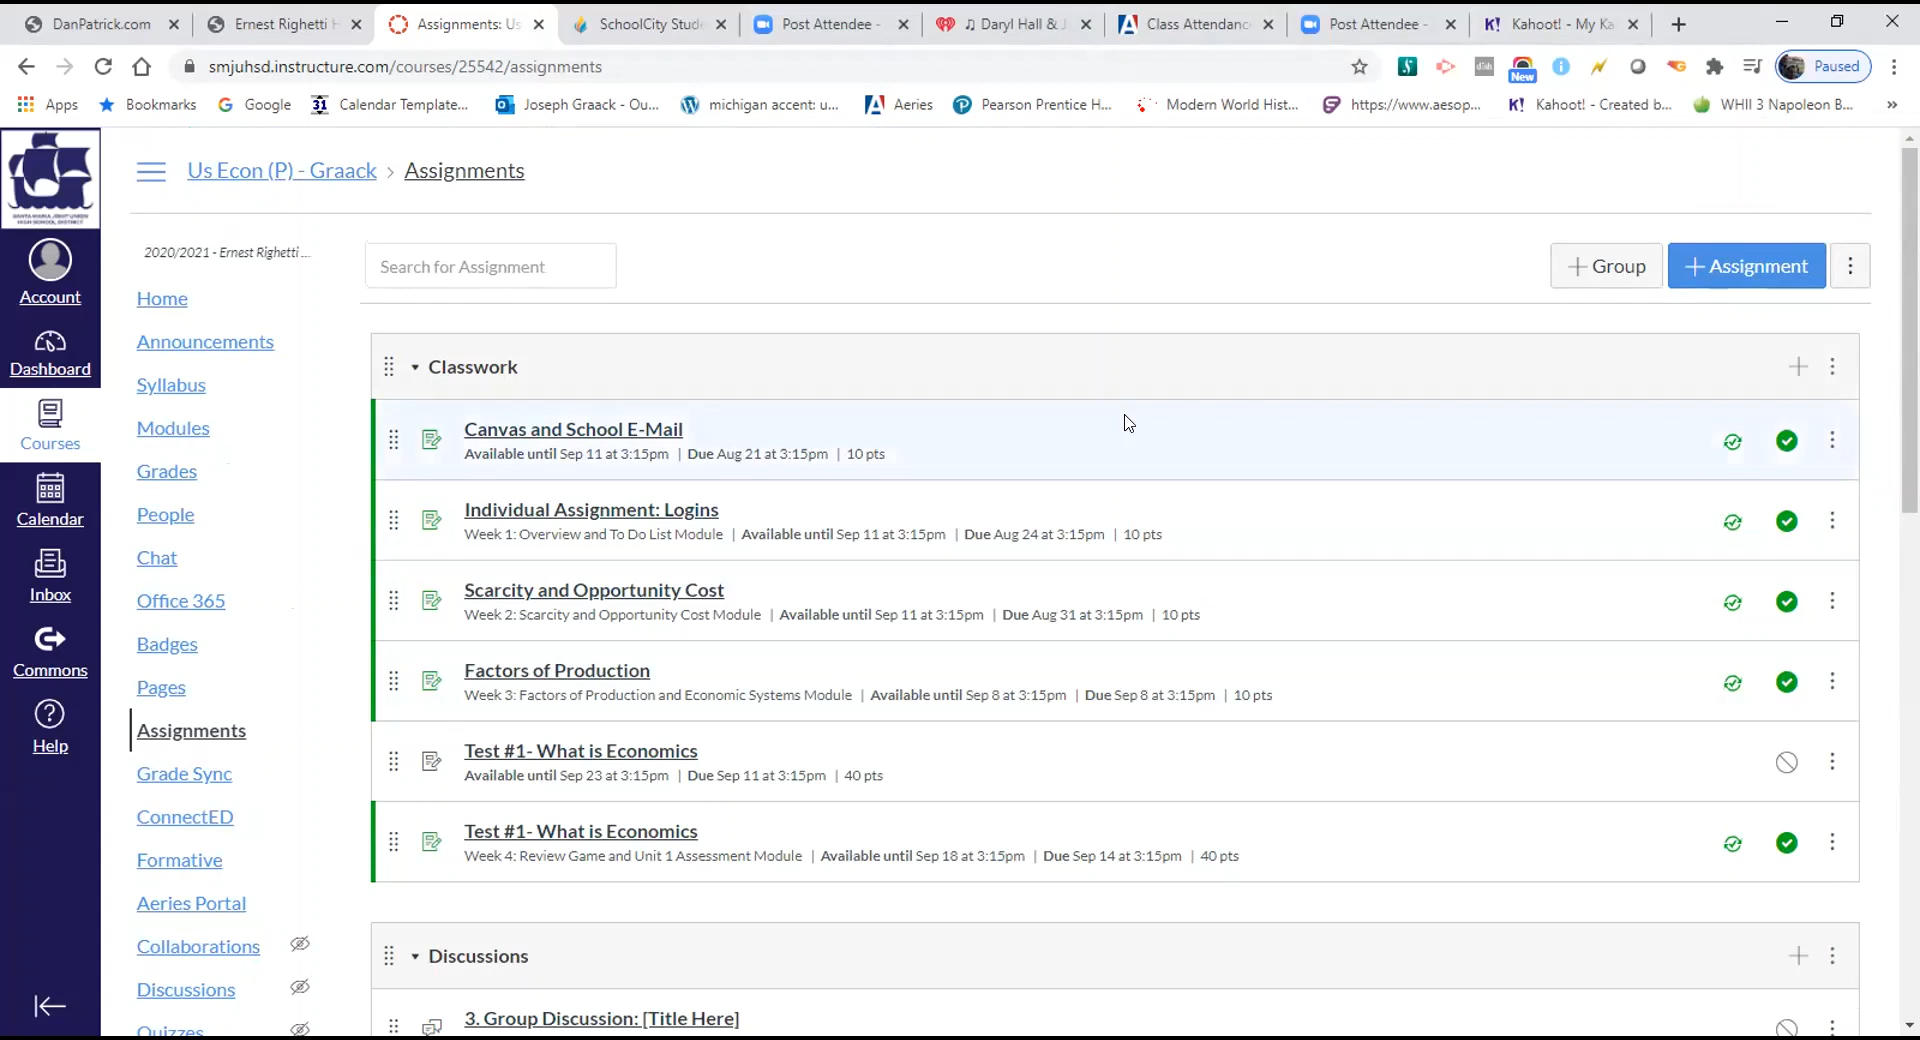 DanPatrick.com
Ernest Righetti H
Assignments: Us
SchoolCity Stude
Post Attendee -
♫ Daryl Hall & J
Class Attendanc
Post Attendee -
Kahoot! - My Ka
smjuhsd.instructure.com/courses/25542/assignments
New
Paused
Apps
Bookmarks
Google
31
Calendar Template...
Joseph Graack - Ou...
michigan accent: u...
Aeries
Pearson Prentice H...
Modern World Hist...
https://www.aesop...
K!
Kahoot! - Created b...
WHII 3 Napoleon B...
»
Us Econ (P) - Graack › Assignments
SANTA MARIA JOINT UNION
HIGH SCHOOL DISTRICT
Account
Dashboard
Courses
Calendar
Inbox
Commons
Help
2020/2021 - Ernest Righetti ...
Home
Announcements
Syllabus
Modules
Grades
People
Chat
Office 365
Badges
Pages
Assignments
Grade Sync
ConnectED
Formative
Aeries Portal
Collaborations
Discussions
Quizzes
Search for Assignment
+ Group
+ Assignment
Classwork
Canvas and School E-Mail
Available until Sep 11 at 3:15pm | Due Aug 21 at 3:15pm | 10 pts
Individual Assignment: Logins
Week 1: Overview and To Do List Module | Available until Sep 11 at 3:15pm | Due Aug 24 at 3:15pm | 10 pts
Scarcity and Opportunity Cost
Week 2: Scarcity and Opportunity Cost Module | Available until Sep 11 at 3:15pm | Due Aug 31 at 3:15pm | 10 pts
Factors of Production
Week 3: Factors of Production and Economic Systems Module | Available until Sep 8 at 3:15pm | Due Sep 8 at 3:15pm | 10 pts
Test #1- What is Economics
Available until Sep 23 at 3:15pm | Due Sep 11 at 3:15pm | 40 pts
Test #1- What is Economics
Week 4: Review Game and Unit 1 Assessment Module | Available until Sep 18 at 3:15pm | Due Sep 14 at 3:15pm | 40 pts
Discussions
3. Group Discussion: [Title Here]